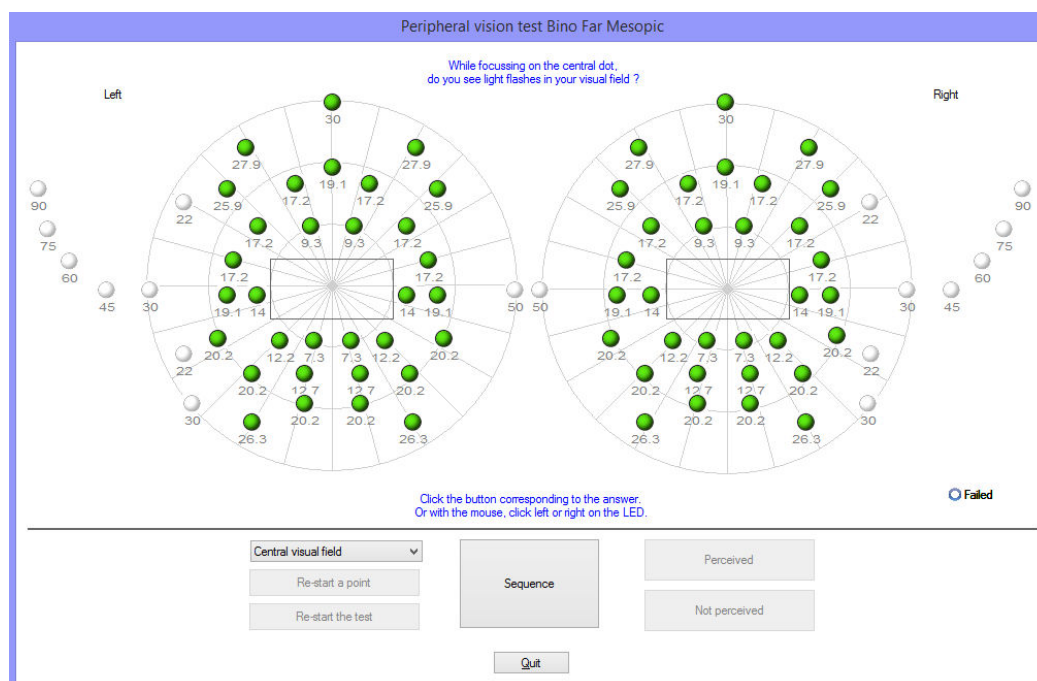 Peripheral vision test Bino Far Mesopic
While focussing on the central dot,
do you see light flashes in your visual field ?
Left Right
30 30
27.9 27.9 27.9 27.9
19.1 19.1
17.2 17.2 17.2 17.2
90 25.9 25.9 25.9 25.9 90
22 22
17.2 9.3 9.3 17.2 17.2 9.3 9.3 17.2
75 75
60 17.2 17.2 17.2 17.2 60
45 30 50 50 30 45
19.1 14 14 19.1 19.1 14 14 19.1
20.2 12.2 7.3 7.3 12.2 20.2 20.2 12.2 7.3 7.3 12.2 20.2
22 22
20.2 12.7 12.7 20.2 20.2 12.7 12.7 20.2
30 20.2 20.2 20.2 20.2 30
26.3 26.3 26.3 26.3
Click the button corresponding to the answer.
Or with the mouse, click left or right on the LED.
Failed
Central visual field
Re-start a point
Re-start the test
Sequence
Perceived
Not perceived
Quit